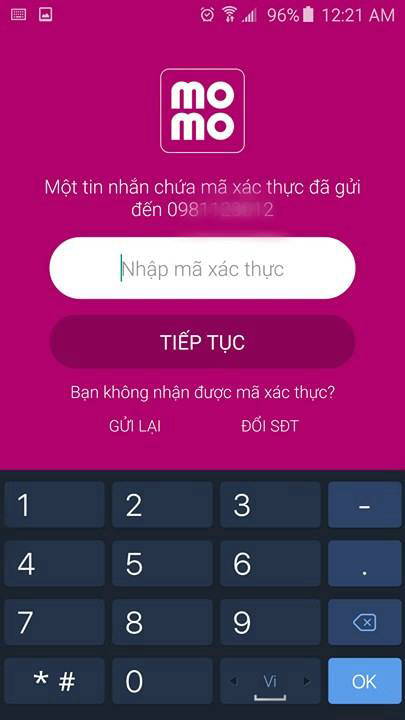 96% 12:21 AM
mo
mo
Một tin nhắn chứa mã xác thực đã gửi
đến
Nhập mã xác thực
TIẾP TỤC
Bạn không nhận được mã xác thực?
GỬI LẠI ĐỔI SĐT
1 2 3 -
4 5 6 .
7 8 9
* # 0 Vi OK